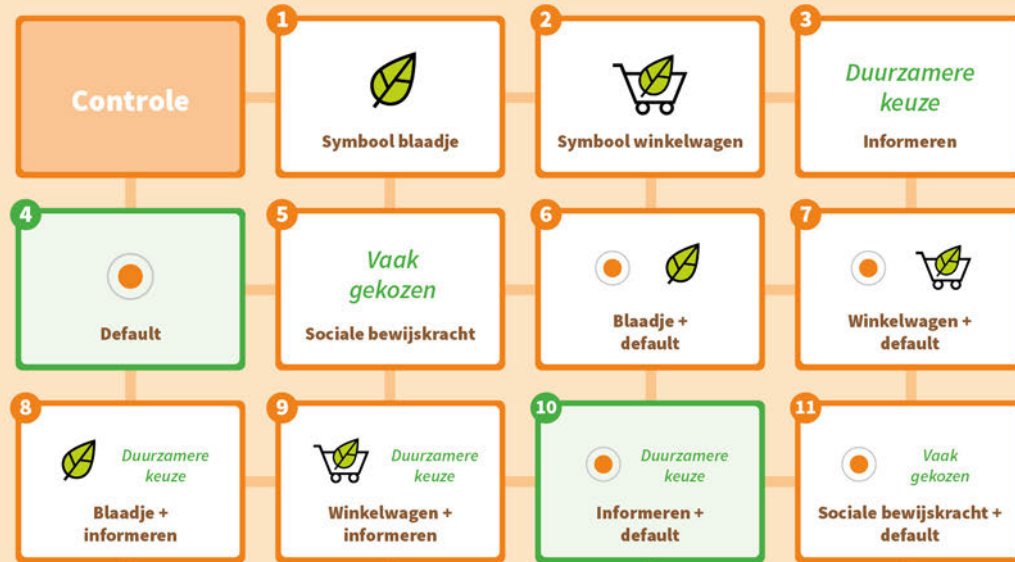 Controle
1
Symbool blaadje
2
Symbool winkelwagen
3
Duurzamere
keuze
Informeren
4
Default
5
Vaak
gekozen
Sociale bewijskracht
6
Blaadje +
default
7
Winkelwagen +
default
8
Duurzamere
keuze
Blaadje +
informeren
9
Duurzamere
keuze
Winkelwagen +
informeren
10
Duurzamere
keuze
Informeren +
default
11
Vaak
gekozen
Sociale bewijskracht +
default